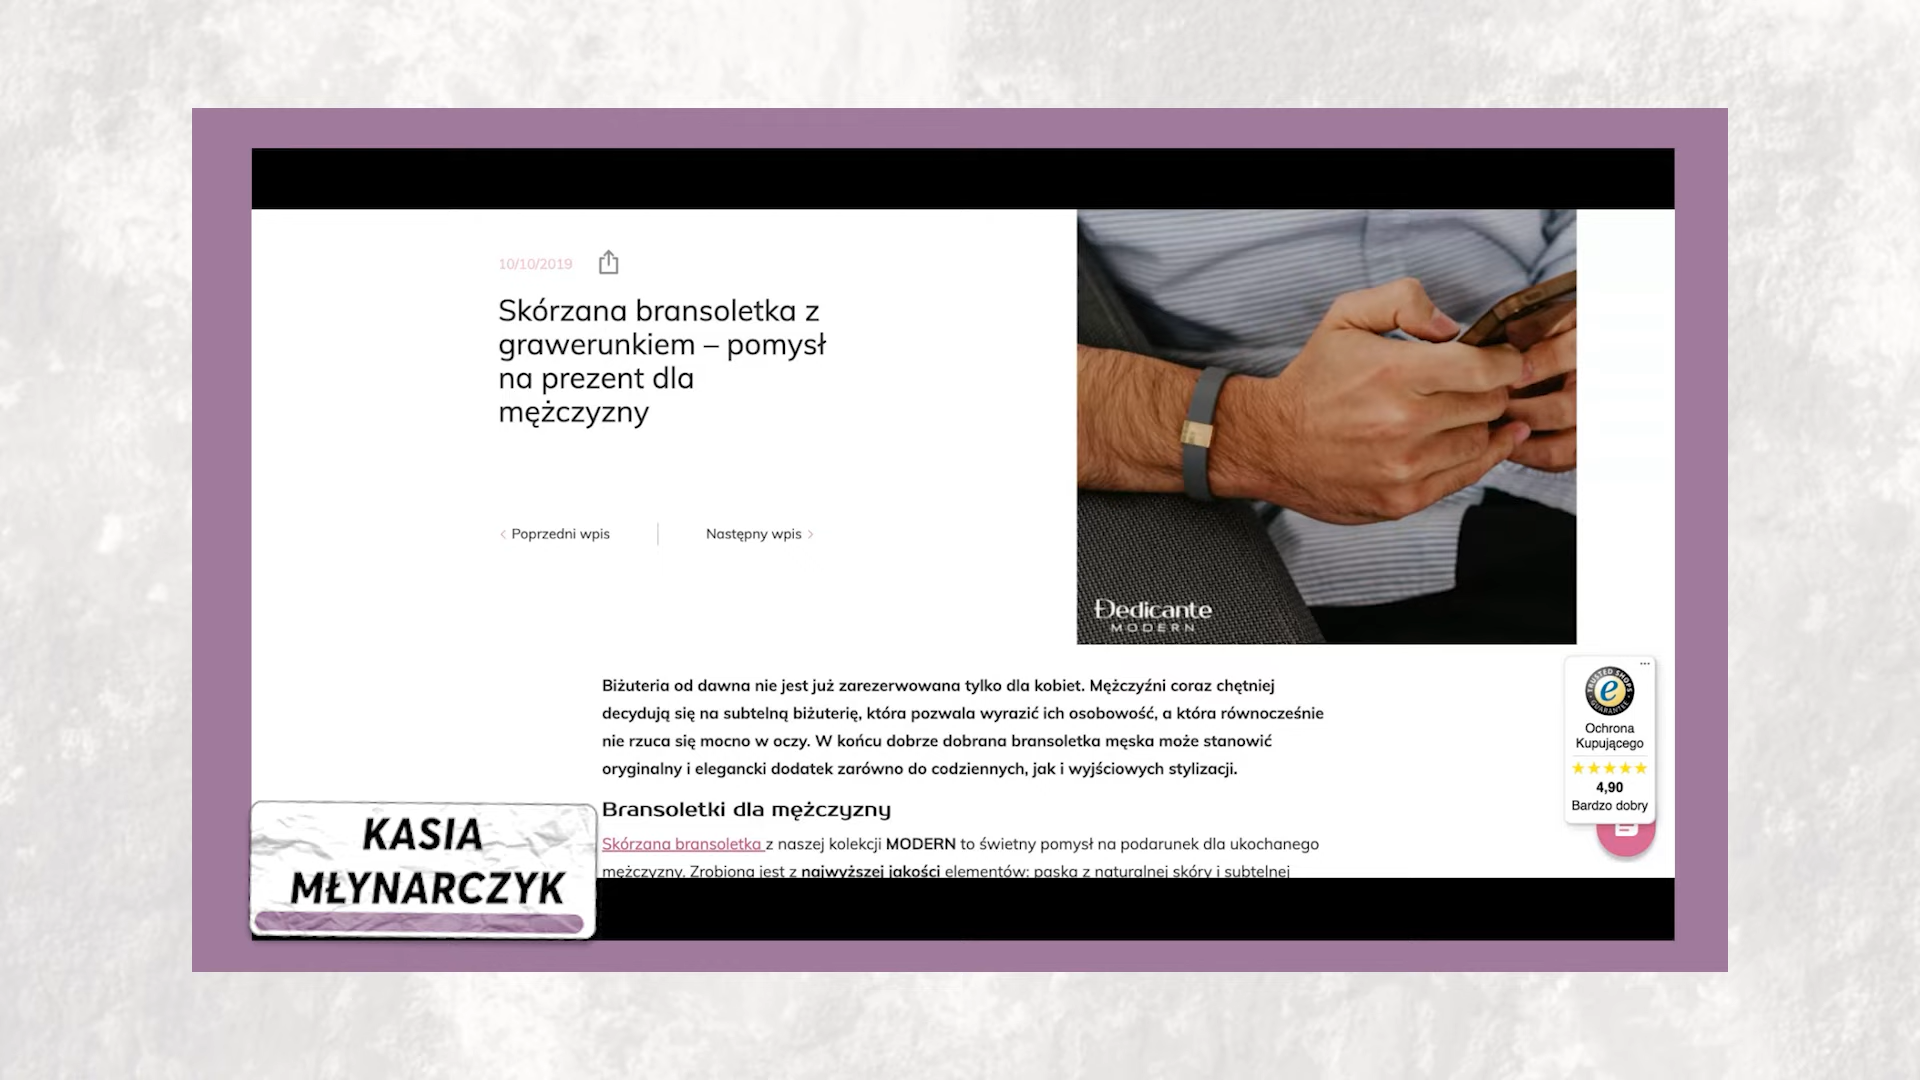 10/10/2019
Skórzana bransoletka z
grawerunkiem – pomysł
na prezent dla
mężczyzny
Poprzedni wpis
Następny wpis
Dedicante
MODERN
Biżuteria od dawna nie jest już zarezerwowana tylko dla kobiet. Mężczyźni coraz chętniej
decydują się na subtelną biżuterię, która pozwala wyrazić ich osobowość, a która równocześnie
nie rzuca się mocno w oczy. W końcu dobrze dobrana bransoletka męska może stanowić
oryginalny i elegancki dodatek zarówno do codziennych, jak i wyjściowych stylizacji.
Bransoletki dla mężczyzny
Skórzana bransoletka z naszej kolekcji MODERN to świetny pomysł na podarunek dla ukochanego
mężczyzny. Zrobiona jest z najwyższej jakości elementów: paska z naturalnej skóry i subtelnej
TRUSTED SHOPS
GUARANTEE
Ochrona
Kupującego
4,90
Bardzo dobry
KASIA
MŁYNARCZYK